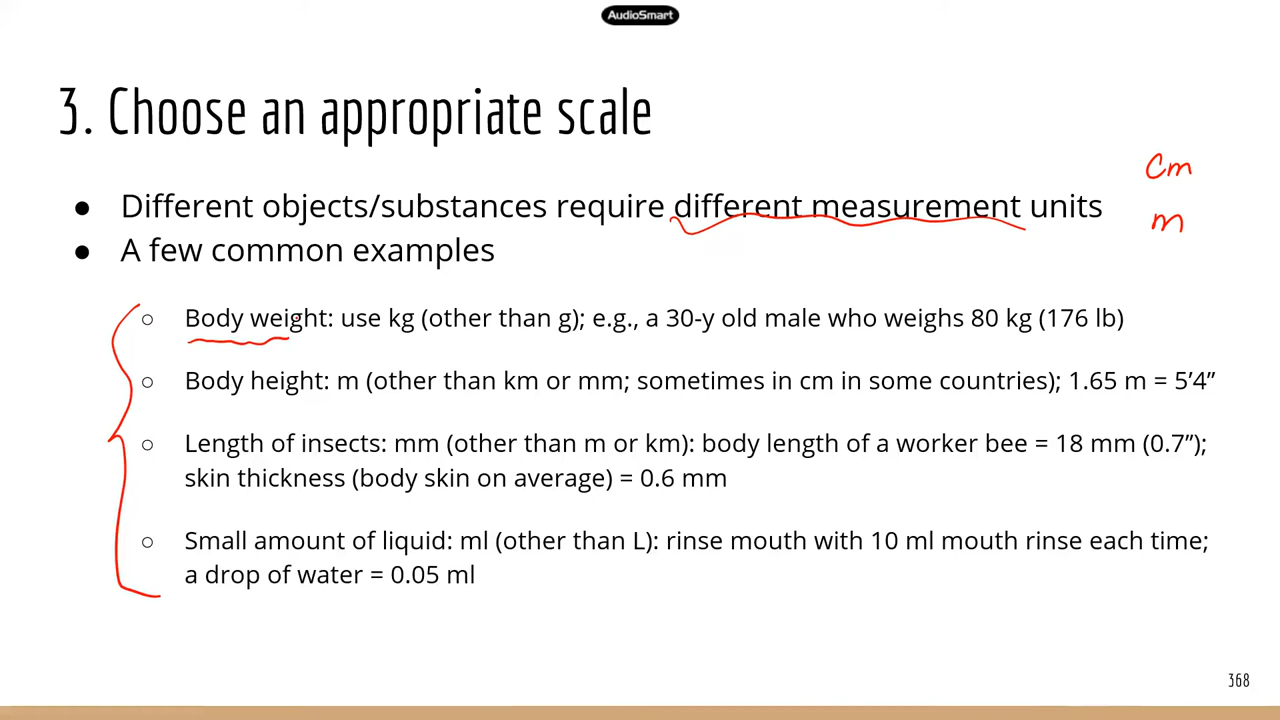 AudioSmart
3. Choose an appropriate scale
cm
● Different objects/substances require different measurement units
m
● A few common examples
○ Body weight: use kg (other than g); e.g., a 30-y old male who weighs 80 kg (176 lb)
○ Body height: m (other than km or mm; sometimes in cm in some countries); 1.65 m = 5’4”
○ Length of insects: mm (other than m or km): body length of a worker bee = 18 mm (0.7”);
skin thickness (body skin on average) = 0.6 mm
○ Small amount of liquid: ml (other than L): rinse mouth with 10 ml mouth rinse each time;
a drop of water = 0.05 ml
368